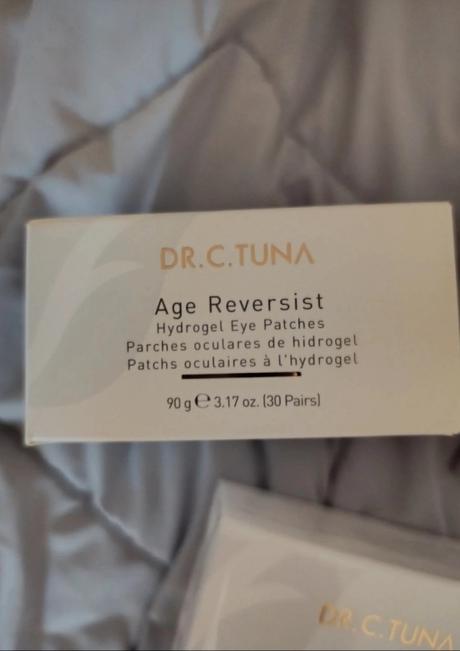 DR.C.TUNA
Age Reversist
Hydrogel Eye Patches
Parches oculares de hidrogel
Patchs oculaires à l'hydrogel
90 g ℮ 3.17 oz. (30 Pairs)
DR.C.TUNA